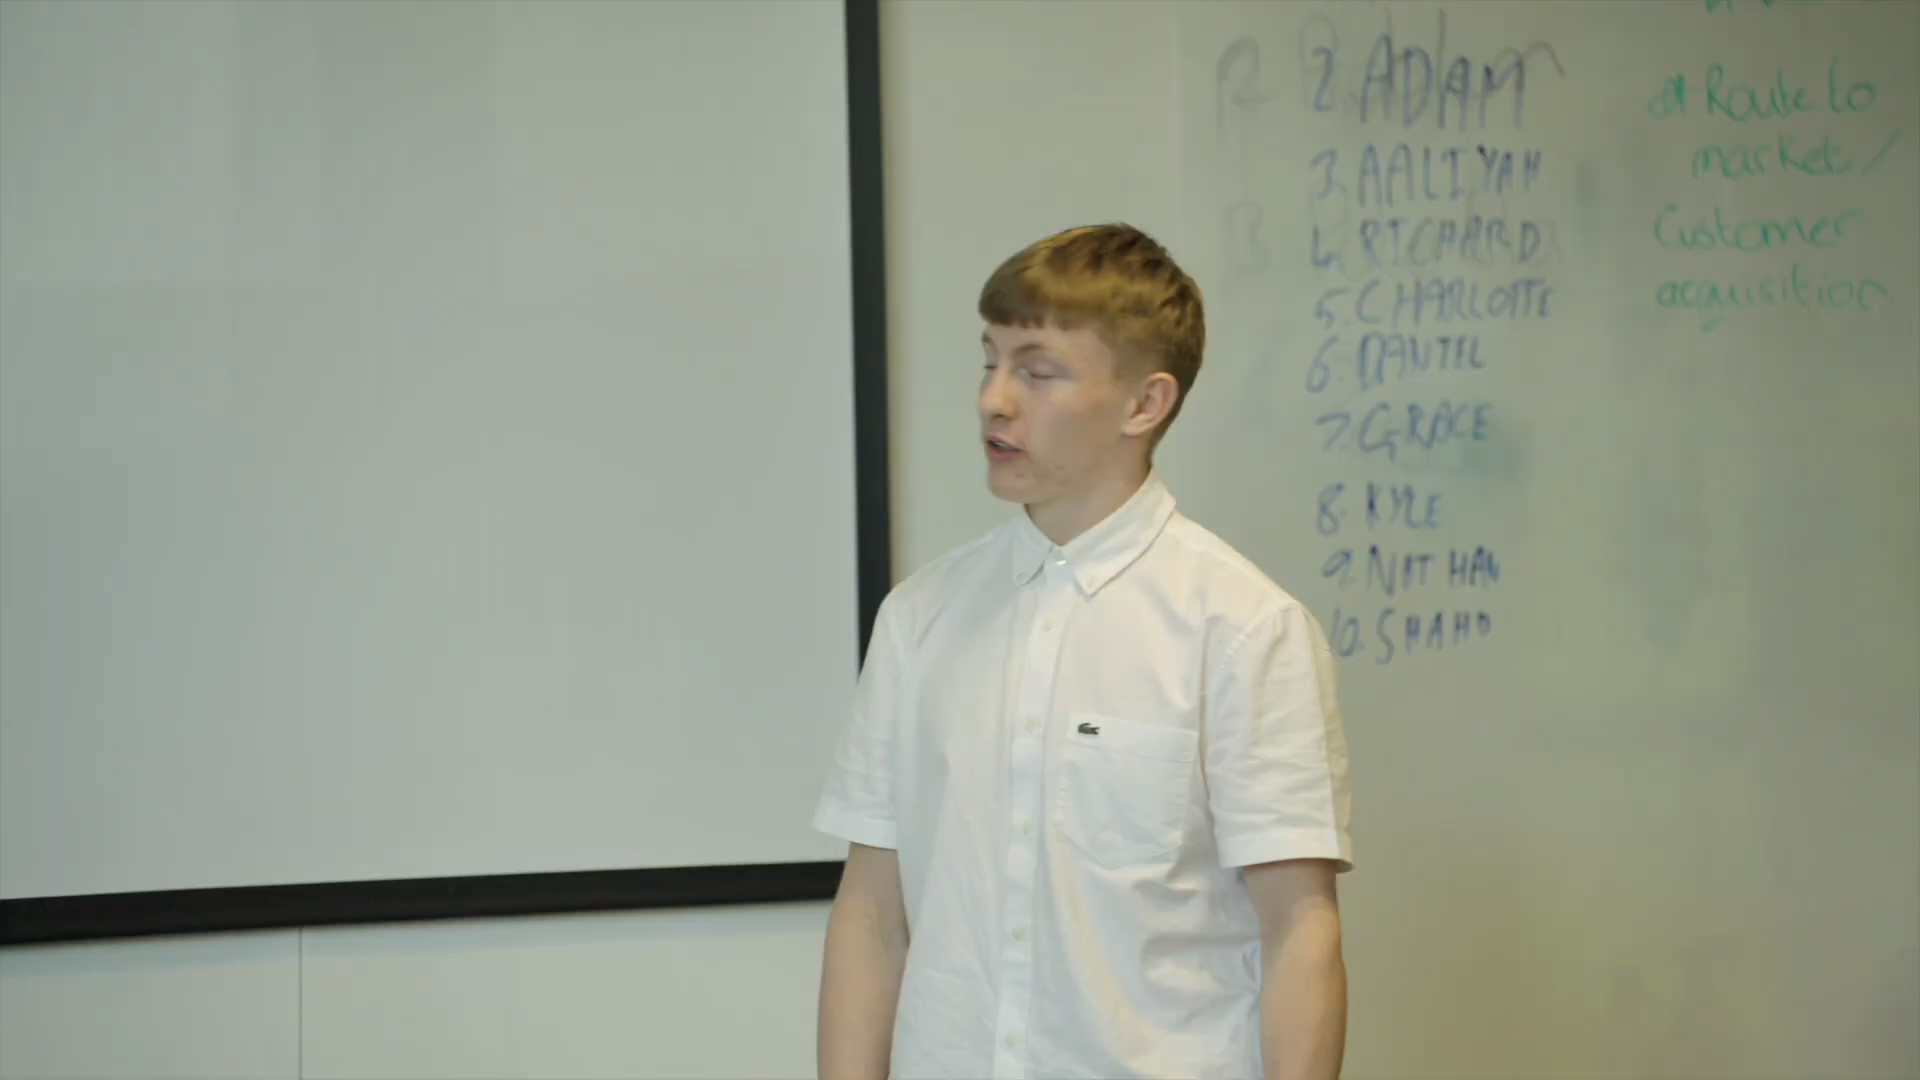 2. ADAM
3. AALIYAH
4. RICHARD
5. CHARLOTTE
6. DANIEL
7. GRACE
8. KYLE
9. NATHAN
10. SHAHD
Route to
market/
Customer
acquisition